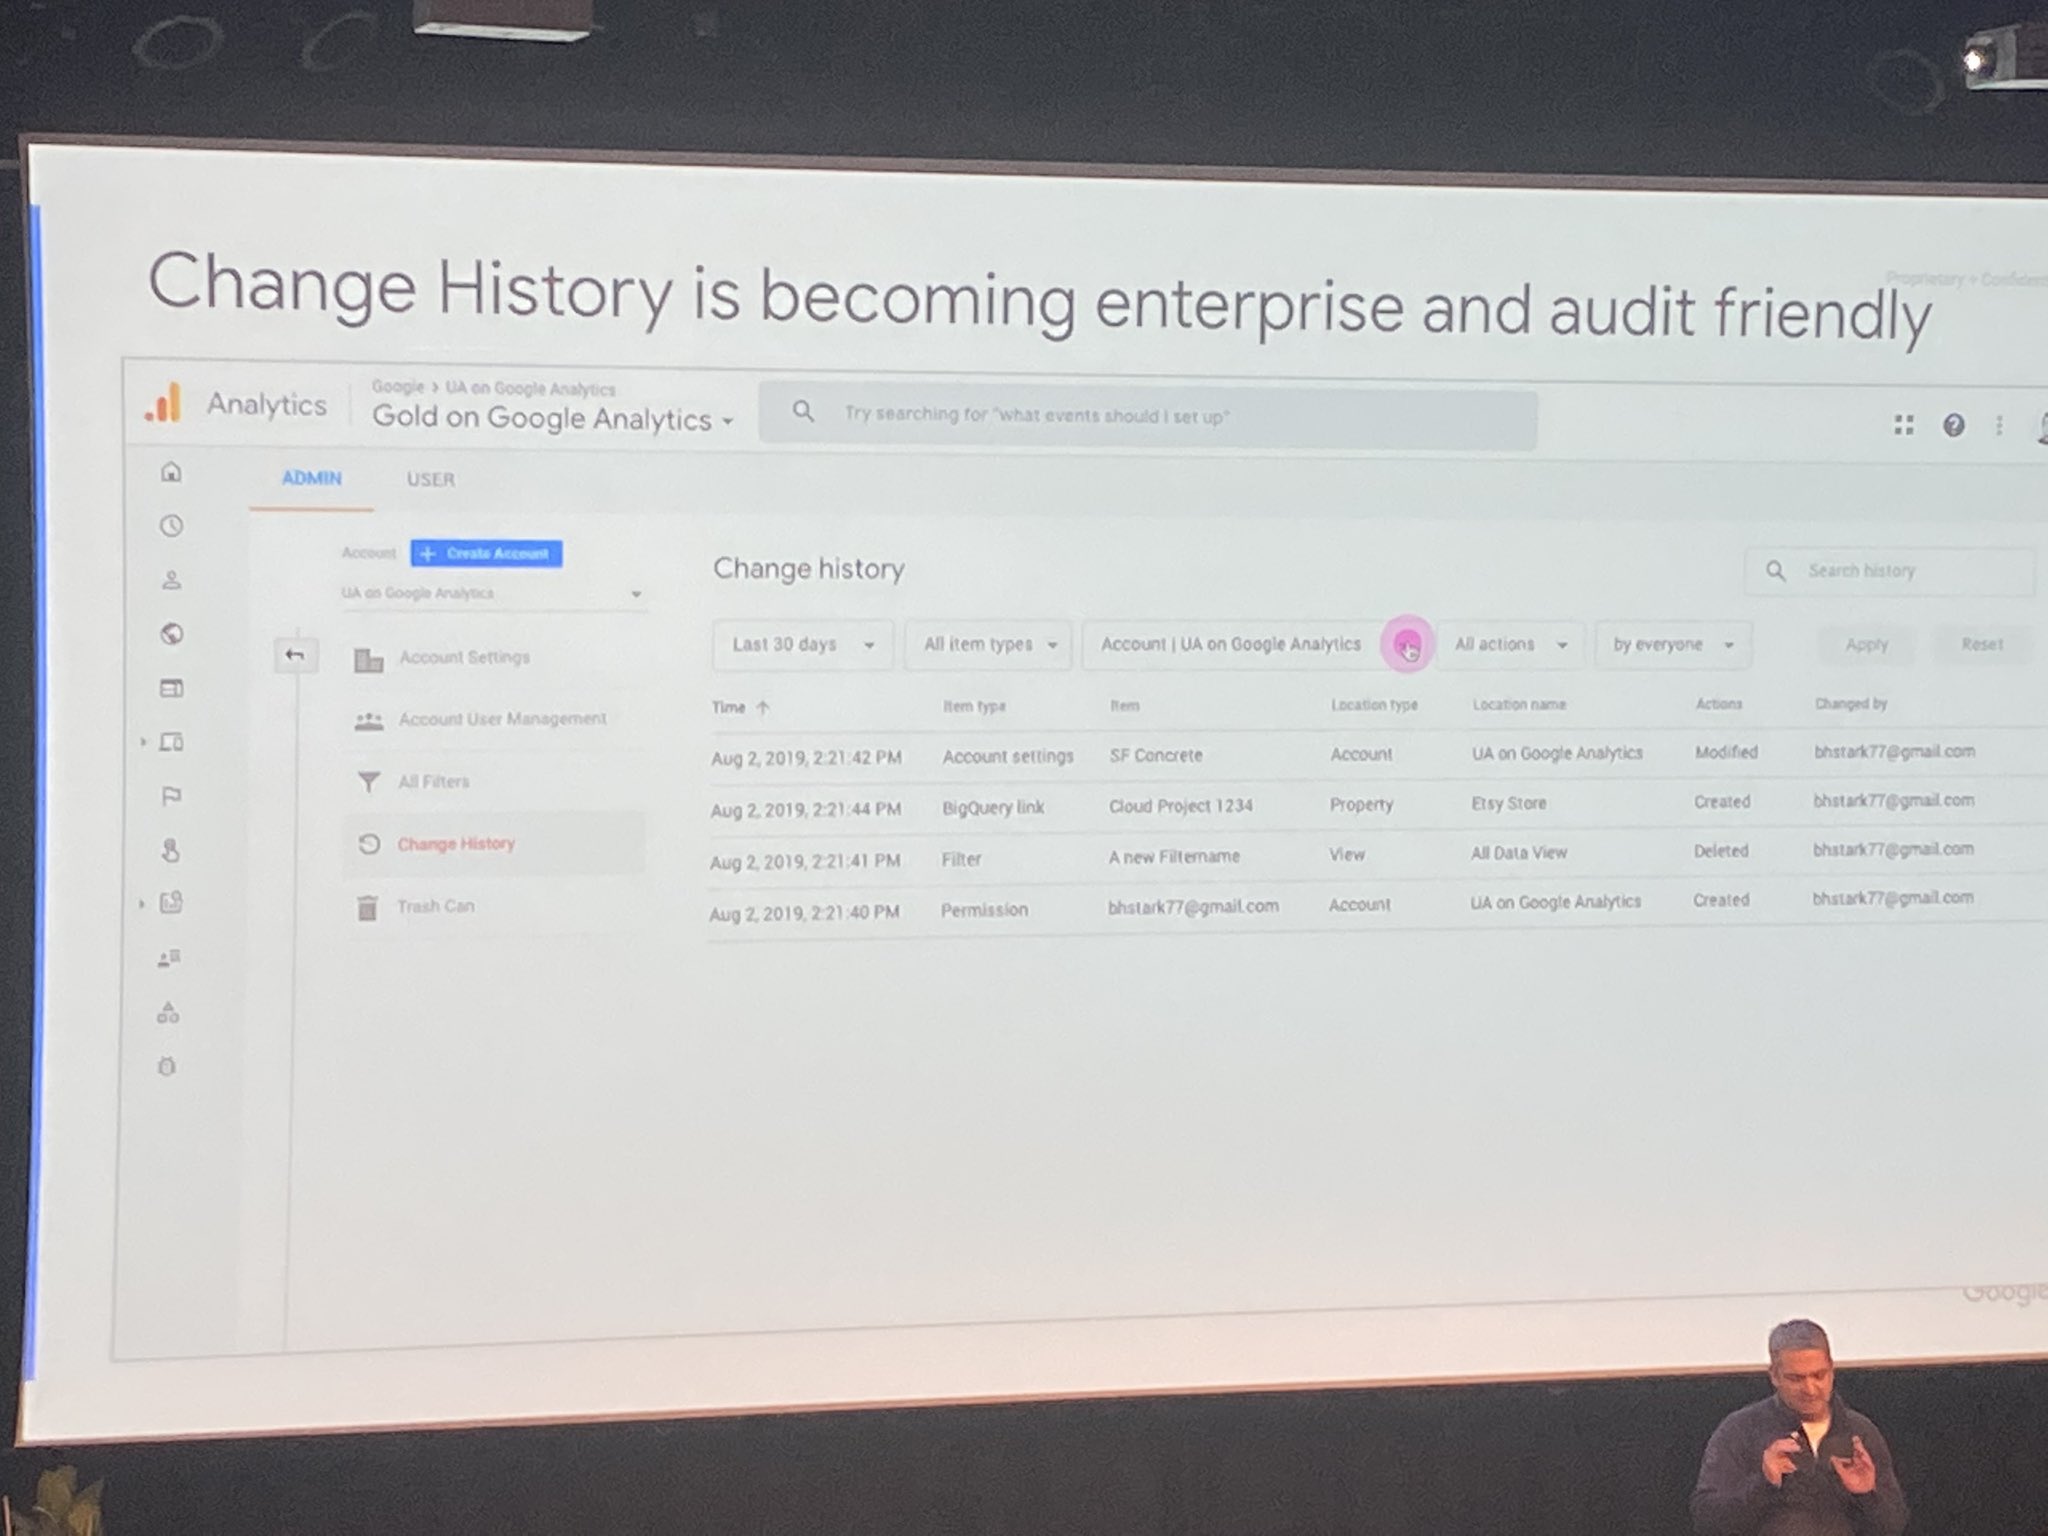 Proprietary + Confident
Change History is becoming enterprise and audit friendly
Analytics
Google > UA on Google Analytics
Gold on Google Analytics
Try searching for "what events should I set up"
ADMIN USER
Account + Create Account
UA on Google Analytics
Account Settings
Account User Management
All Filters
Change History
Trash Can
Change history
Search history
Last 30 days All item types Account | UA on Google Analytics All actions by everyone Apply Reset
Time Item type Item Location type Location name Actions Changed by
Aug 2, 2019, 2:21:42 PM Account settings SF Concrete Account UA on Google Analytics Modified bhstark77@gmail.com
Aug 2, 2019, 2:21:44 PM BigQuery link Cloud Project 1234 Property Etsy Store Created bhstark77@gmail.com
Aug 2, 2019, 2:21:41 PM Filter A new Filtername View All Data View Deleted bhstark77@gmail.com
Aug 2, 2019, 2:21:40 PM Permission bhstark77@gmail.com Account UA on Google Analytics Created bhstark77@gmail.com
Google